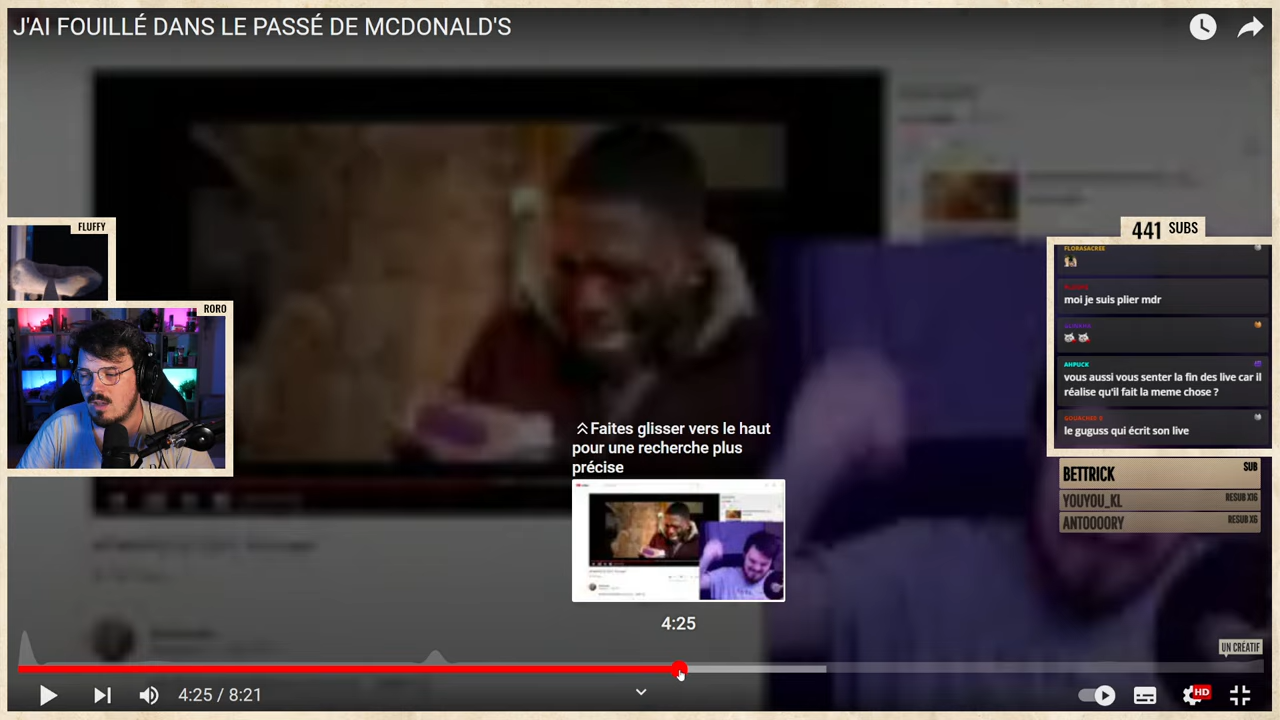 J'AI FOUILLÉ DANS LE PASSÉ DE MCDONALD'S
FLUFFY
RORO
441 SUBS
FLORASACREE
moi je suis plier mdr
AHPUCK
vous aussi vous senter la fin des live car il
réalise qu'il fait la meme chose ?
le guguss qui écrit son live
BETTRICK SUB
YOUYOU_KL RESUB X16
ANTOOOORY RESUB X6
Faites glisser vers le haut
pour une recherche plus
précise
4:25
UN CRÉATIF
4:25 / 8:21
HD